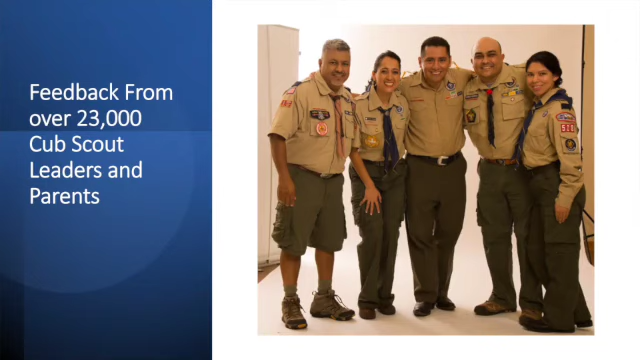 Feedback From
over 23,000
Cub Scout
Leaders and
Parents